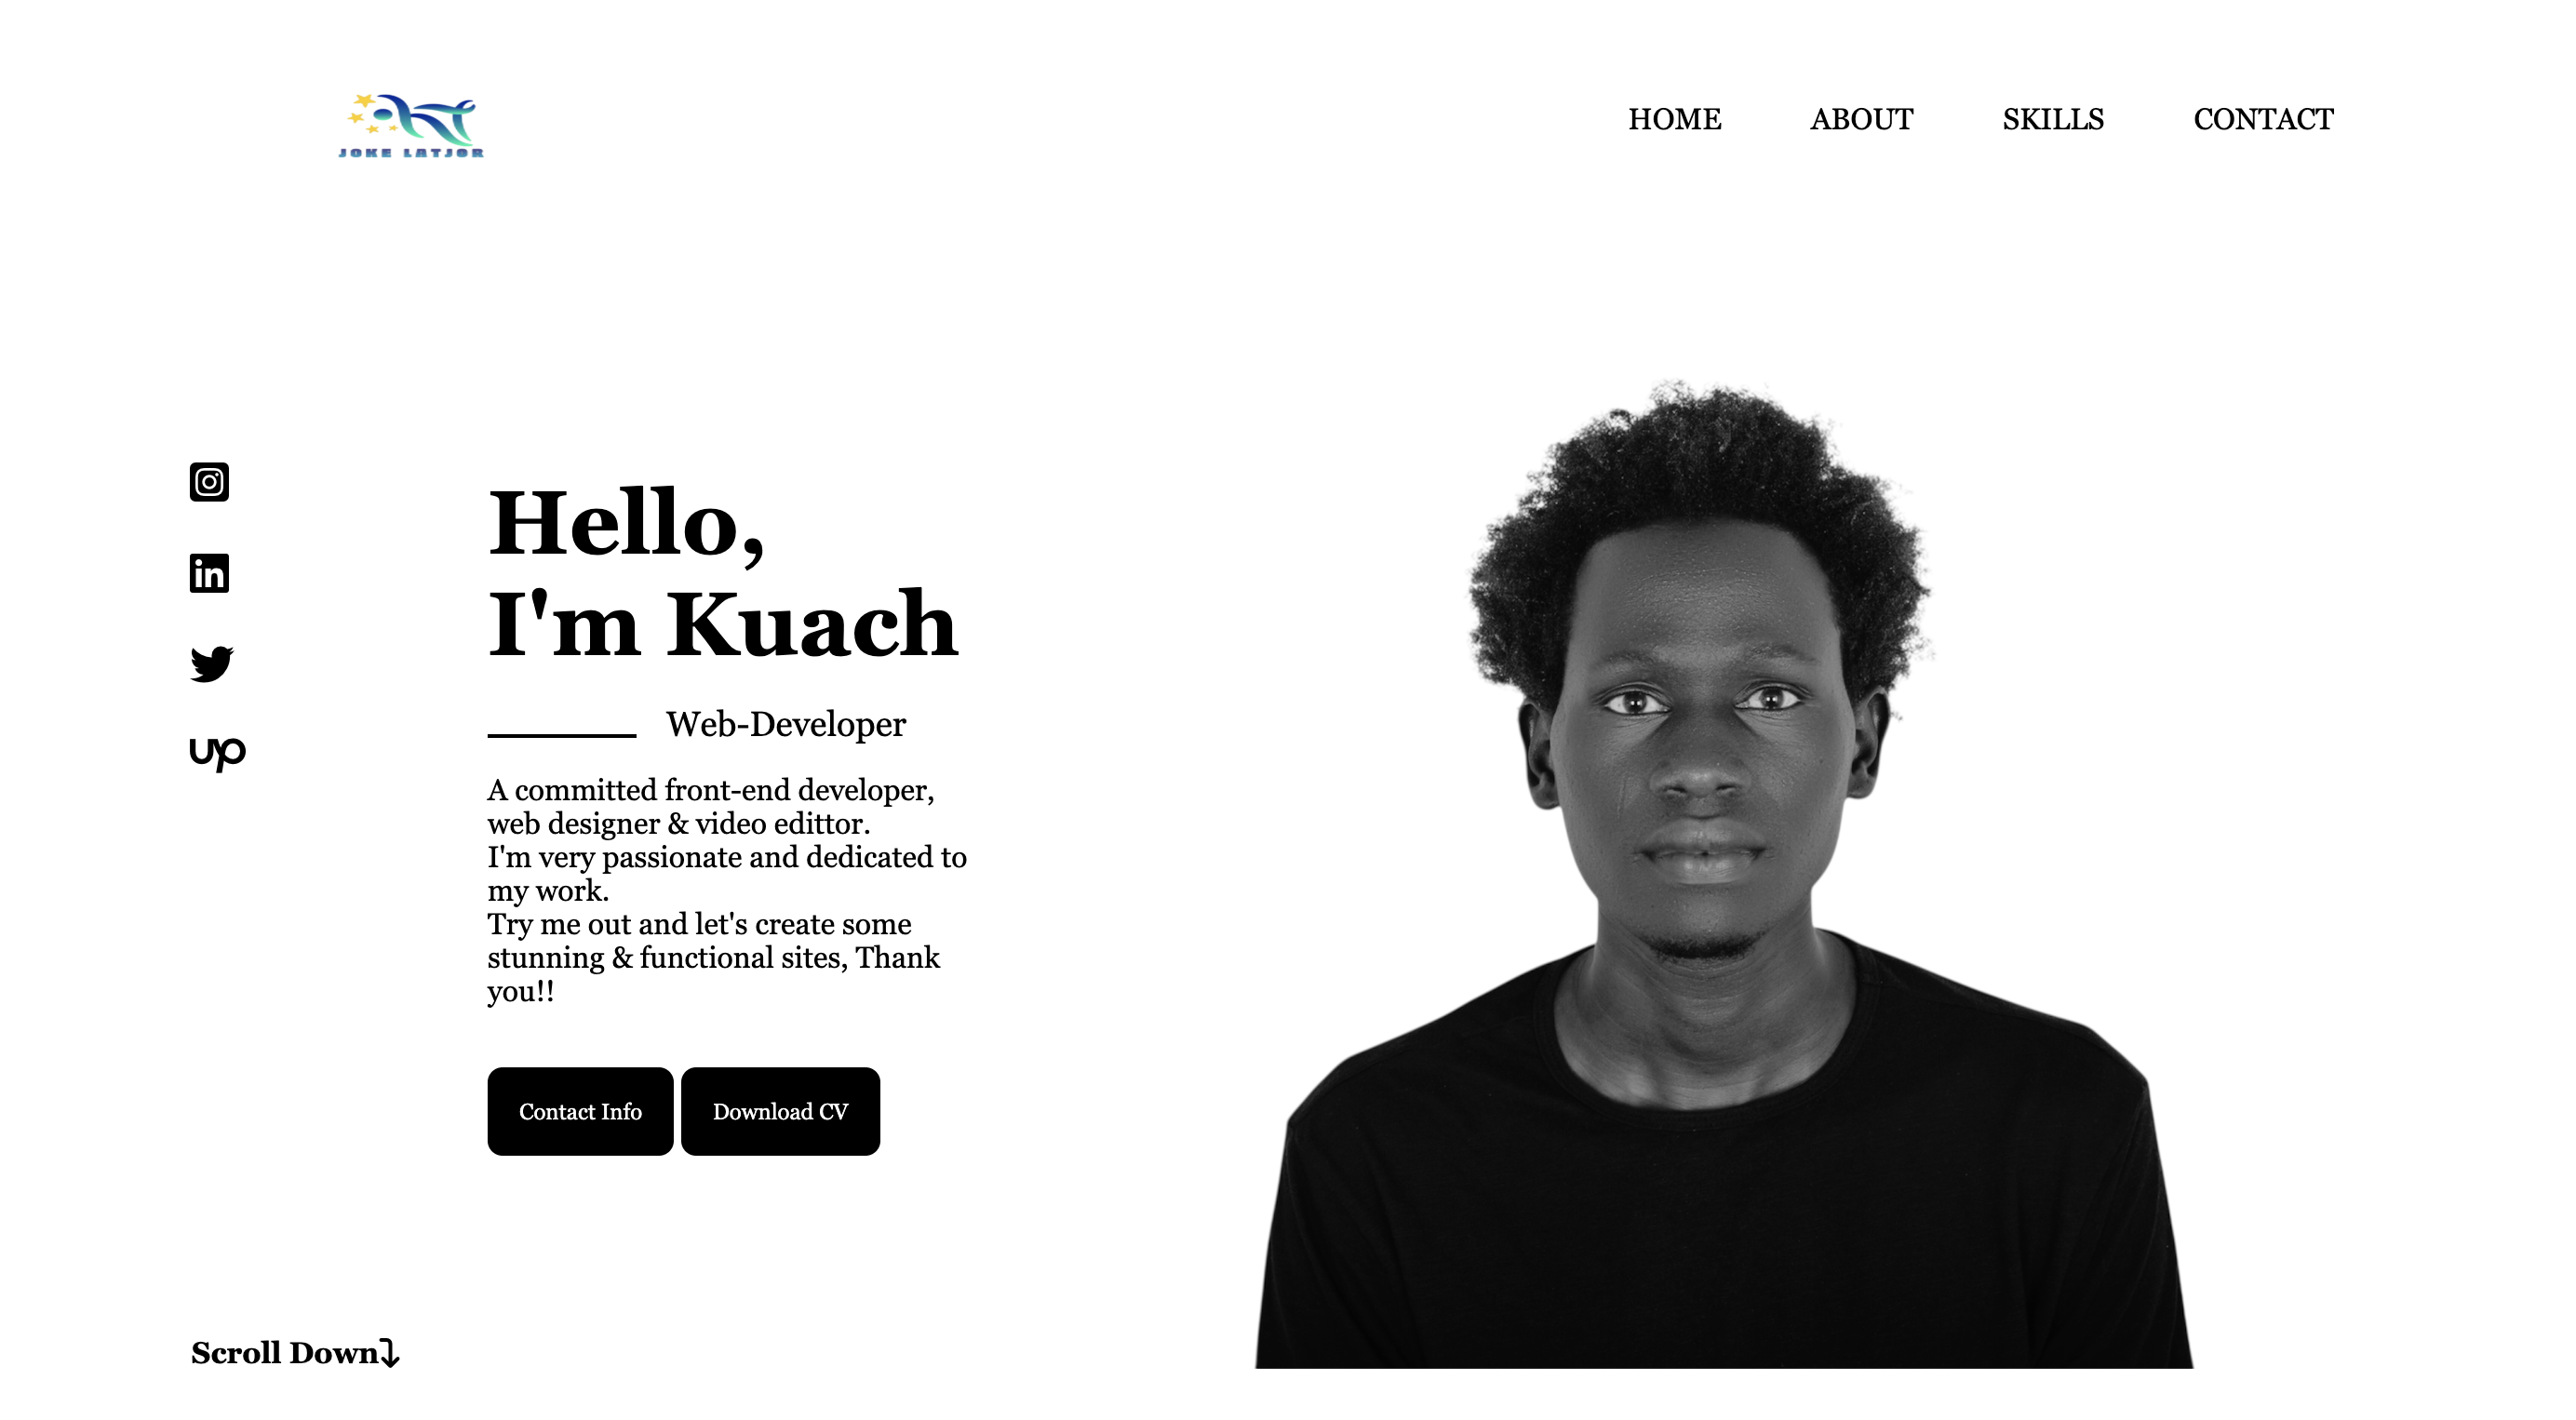 JOKE LATJOR
HOME ABOUT SKILLS CONTACT
Hello,
I'm Kuach
Web-Developer
A committed front-end developer,
web designer & video edittor.
I'm very passionate and dedicated to
my work.
Try me out and let's create some
stunning & functional sites, Thank
you!!
Contact Info Download CV
Scroll Down
in
up